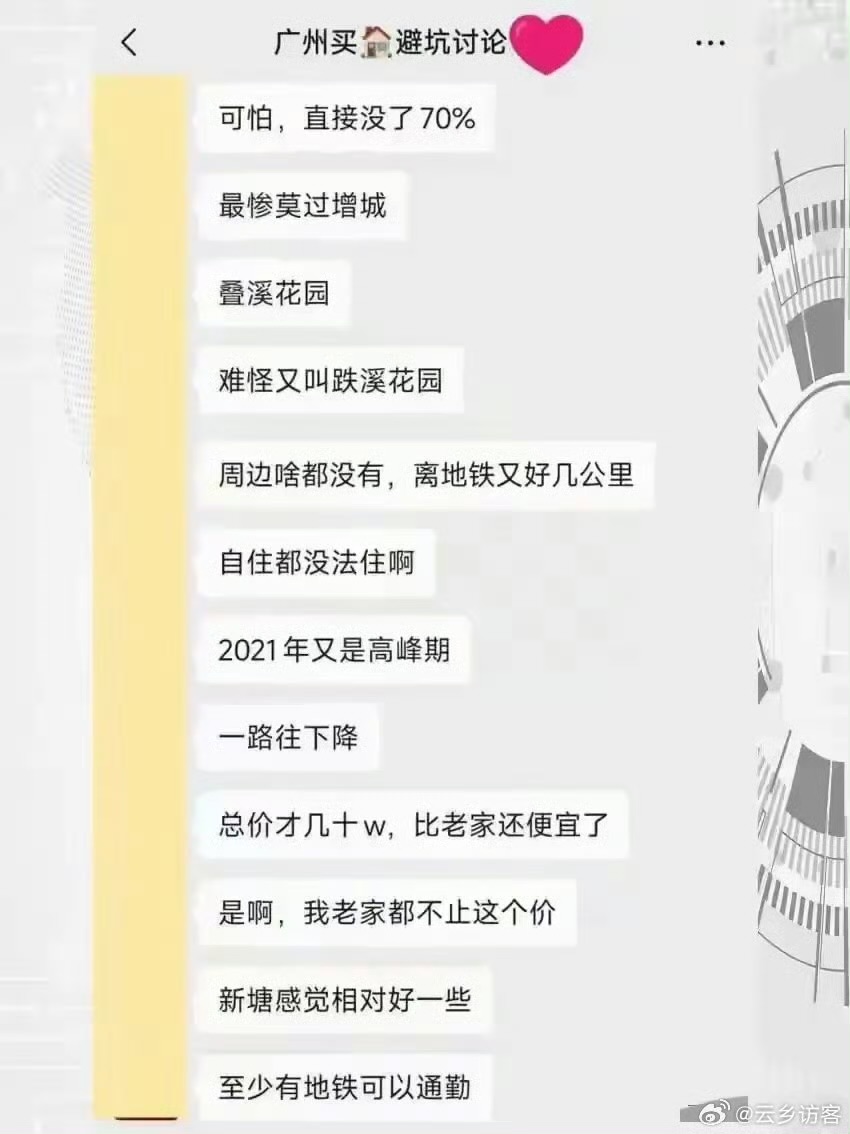 广州买🏠避坑讨论
可怕，直接没了70%
最惨莫过增城
叠溪花园
难怪又叫跌溪花园
周边啥都没有，离地铁又好几公里
自住都没法住啊
2021年又是高峰期
一路往下降
总价才几十w，比老家还便宜了
是啊，我老家都不止这个价
新塘感觉相对好一些
至少有地铁可以通勤
@云乡访客